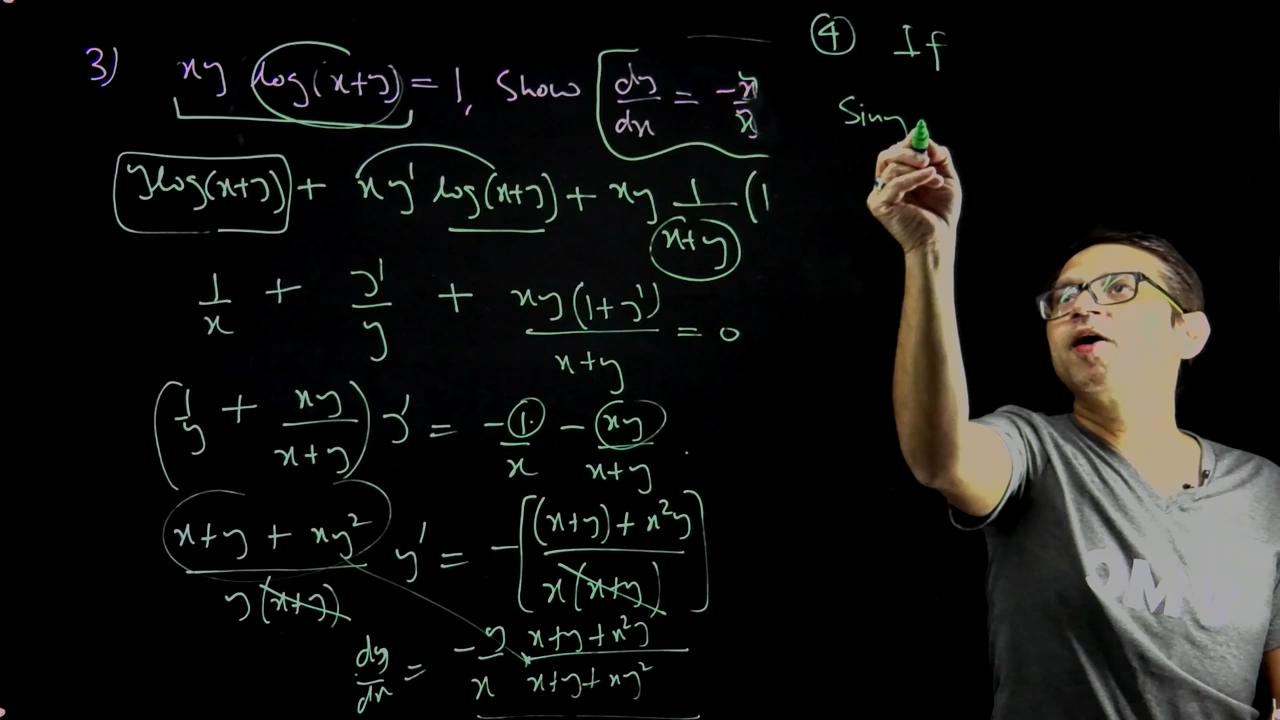 3) xy log(x+y) = 1, Show dy/dx = -y/x
y log(x+y) + xy' log(x+y) + xy 1/(x+y) (1
1/x + y'/y + xy(1+y')/(x+y) = 0
(1/y + xy/(x+y)) y' = -1/x - xy/(x+y)
(x+y + xy²)/(y(x+y)) y' = -[((x+y) + x²y)/(x(x+y))]
dy/dx = -y/x (x+y+x²y)/(x+y+xy²)
④ If
Siny